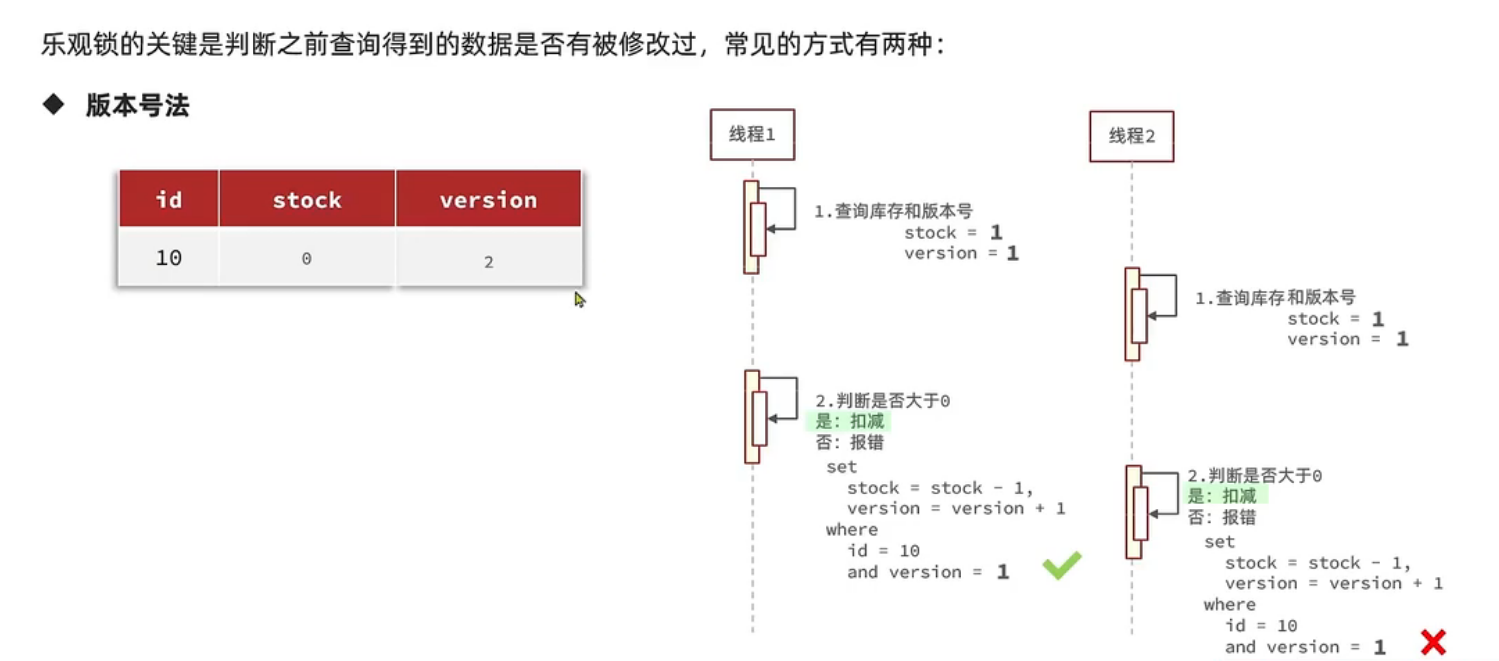 乐观锁的关键是判断之前查询得到的数据是否有被修改过，常见的方式有两种：
◆ 版本号法
id stock version
10 0 2
线程1
1.查询库存和版本号
stock = 1
version = 1
2.判断是否大于0
是：扣减
否：报错
set
stock = stock - 1,
version = version + 1
where
id = 10
and version = 1
线程2
1.查询库存和版本号
stock = 1
version = 1
2.判断是否大于0
是：扣减
否：报错
set
stock = stock - 1,
version = version + 1
where
id = 10
and version = 1